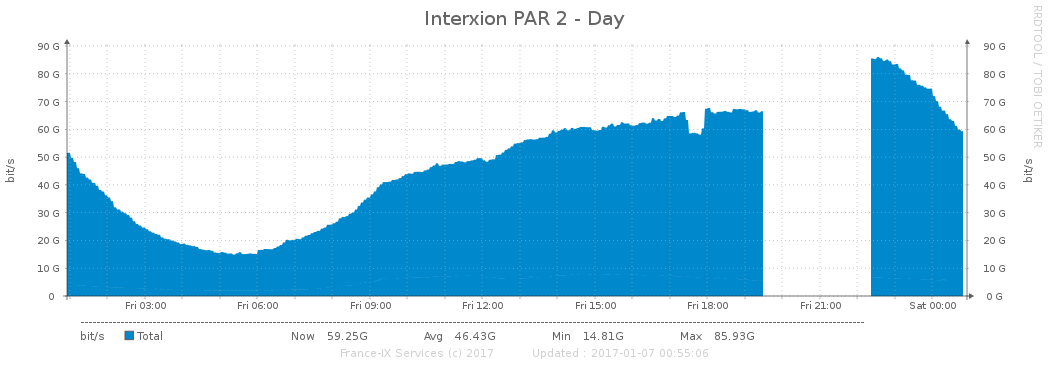 Interxion PAR 2 - Day
RRDTOOL / TOBI OETIKER
90 G 90 G
80 G 80 G
70 G 70 G
60 G 60 G
50 G 50 G
40 G 40 G
30 G 30 G
20 G 20 G
10 G 10 G
0 0 G
bit/s
bit/s
Fri 03:00 Fri 06:00 Fri 09:00 Fri 12:00 Fri 15:00 Fri 18:00 Fri 21:00 Sat 00:00
bit/s Total Now 59.25G Avg 46.43G Min 14.81G Max 85.93G
France-IX Services (c) 2017 Updated : 2017-01-07 00:55:06